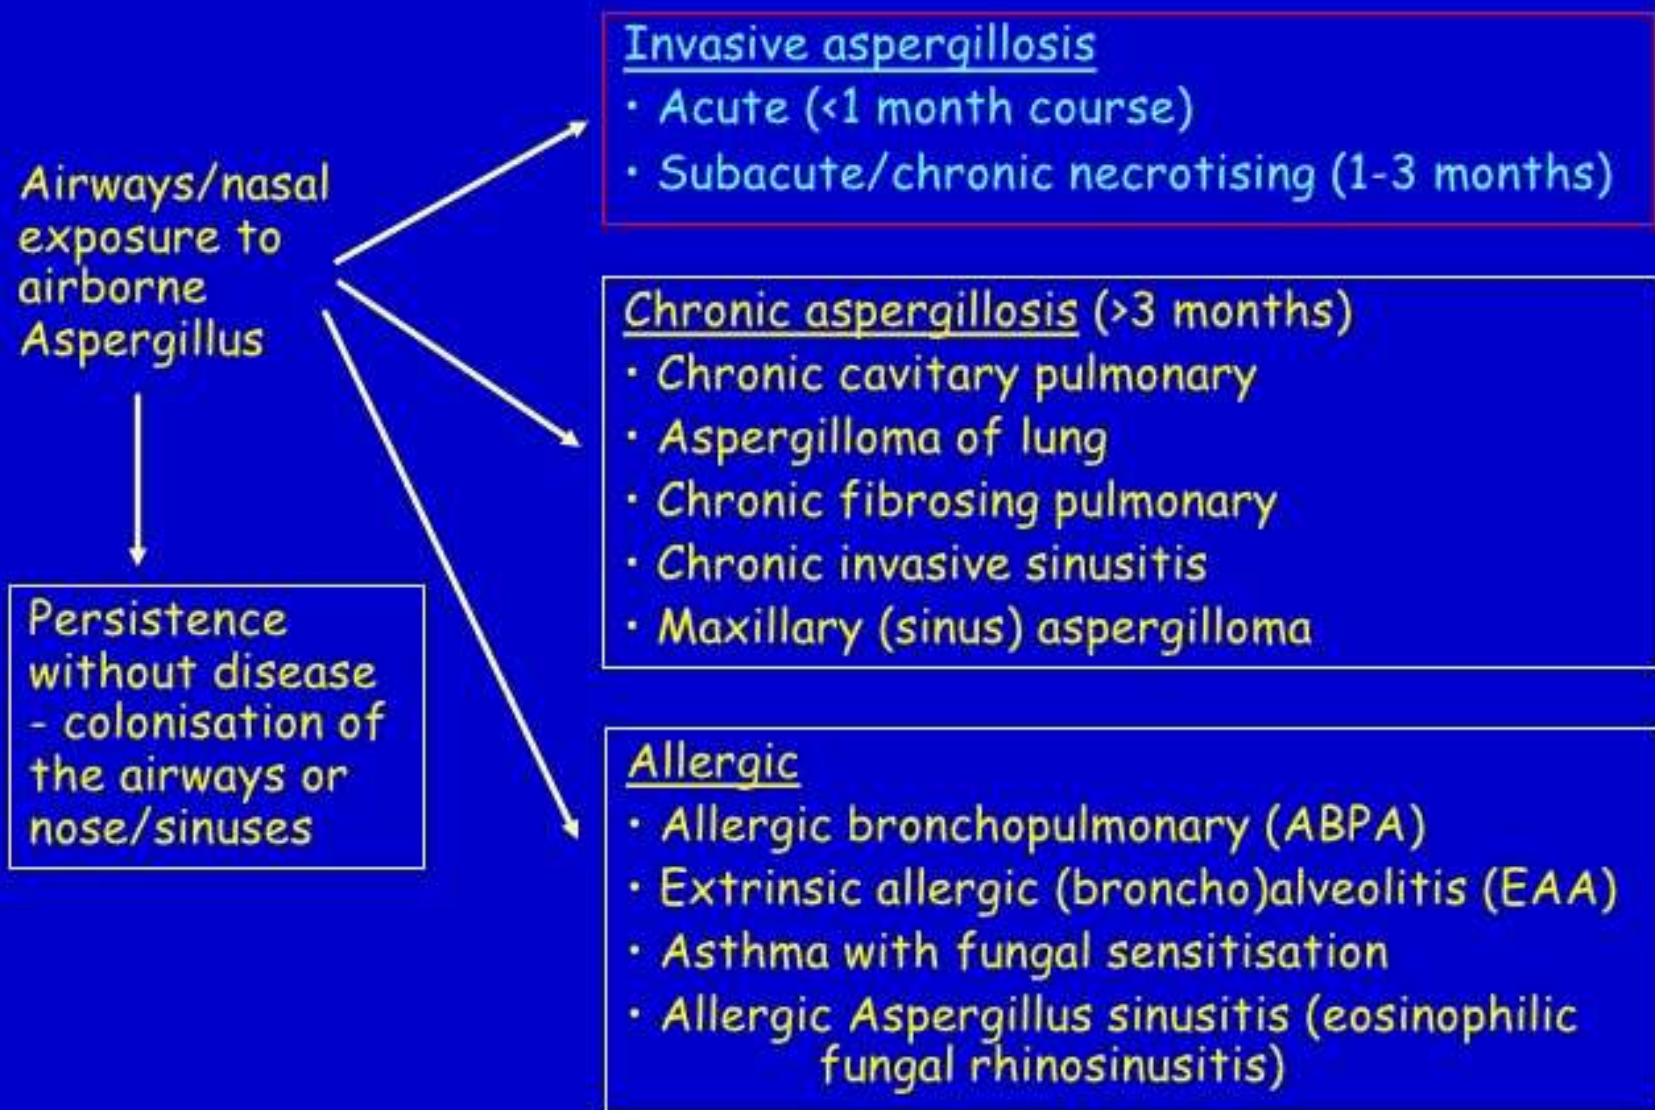 Airways/nasal
exposure to
airborne
Aspergillus
Persistence
without disease
- colonisation of
the airways or
nose/sinuses
Invasive aspergillosis
· Acute (<1 month course)
· Subacute/chronic necrotising (1-3 months)
Chronic aspergillosis (>3 months)
· Chronic cavitary pulmonary
· Aspergilloma of lung
· Chronic fibrosing pulmonary
· Chronic invasive sinusitis
· Maxillary (sinus) aspergilloma
Allergic
· Allergic bronchopulmonary (ABPA)
· Extrinsic allergic (broncho)alveolitis (EAA)
· Asthma with fungal sensitisation
· Allergic Aspergillus sinusitis (eosinophilic
fungal rhinosinusitis)